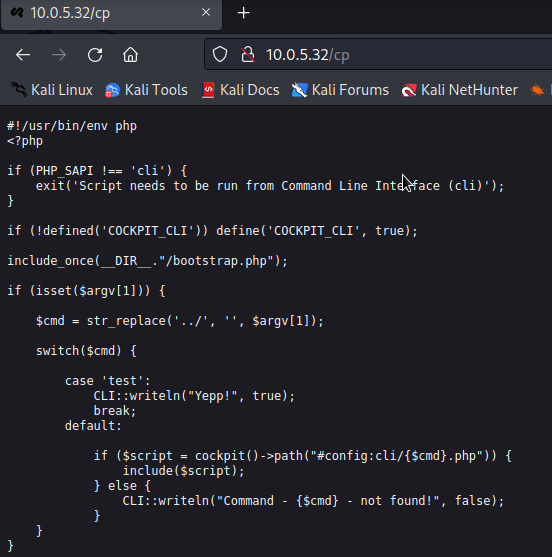 10.0.5.32/cp
10.0.5.32/cp
Kali Linux Kali Tools Kali Docs Kali Forums Kali NetHunter
#!/usr/bin/env php
<?php
if (PHP_SAPI !== 'cli') {
    exit('Script needs to be run from Command Line Interface (cli)');
}
if (!defined('COCKPIT_CLI')) define('COCKPIT_CLI', true);
include_once(__DIR__."/bootstrap.php");
if (isset($argv[1])) {
    $cmd = str_replace('../', '', $argv[1]);
    switch($cmd) {
        case 'test':
            CLI::writeln("Yepp!", true);
            break;
        default:
            if ($script = cockpit()->path("#config:cli/{$cmd}.php")) {
                include($script);
            } else {
                CLI::writeln("Command - {$cmd} - not found!", false);
            }
    }
}